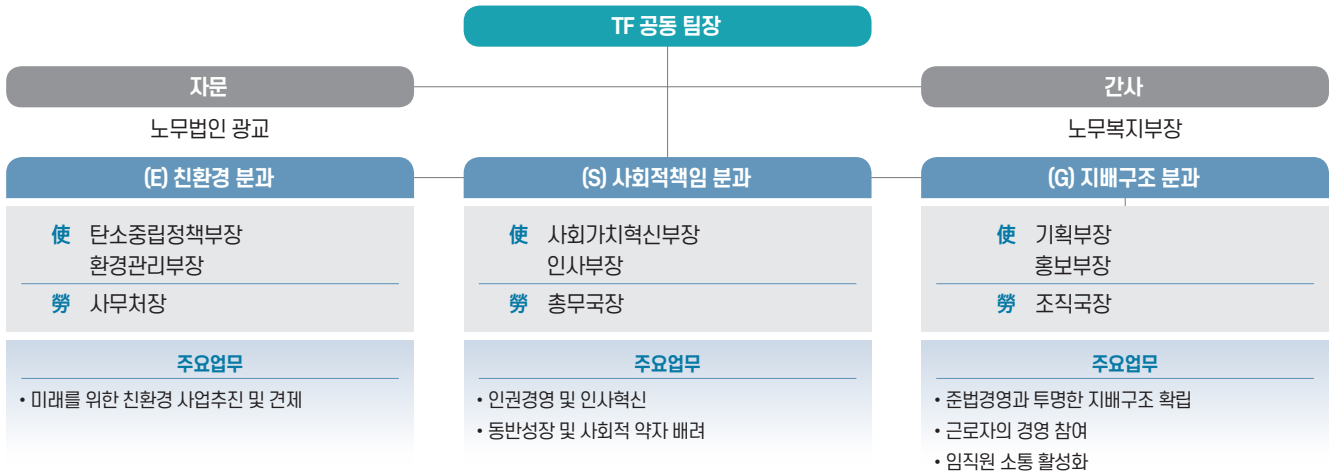 TF 공동 팀장
자문
간사
노무법인 광교
노무복지부장
(E) 친환경 분과
(S) 사회적책임 분과
(G) 지배구조 분과
使 탄소중립정책부장
환경관리부장
勞 사무처장
使 사회가치혁신부장
인사부장
勞 총무국장
使 기획부장
홍보부장
勞 조직국장
주요업무
• 미래를 위한 친환경 사업추진 및 견제
주요업무
• 인권경영 및 인사혁신
• 동반성장 및 사회적 약자 배려
주요업무
• 준법경영과 투명한 지배구조 확립
• 근로자의 경영 참여
• 임직원 소통 활성화